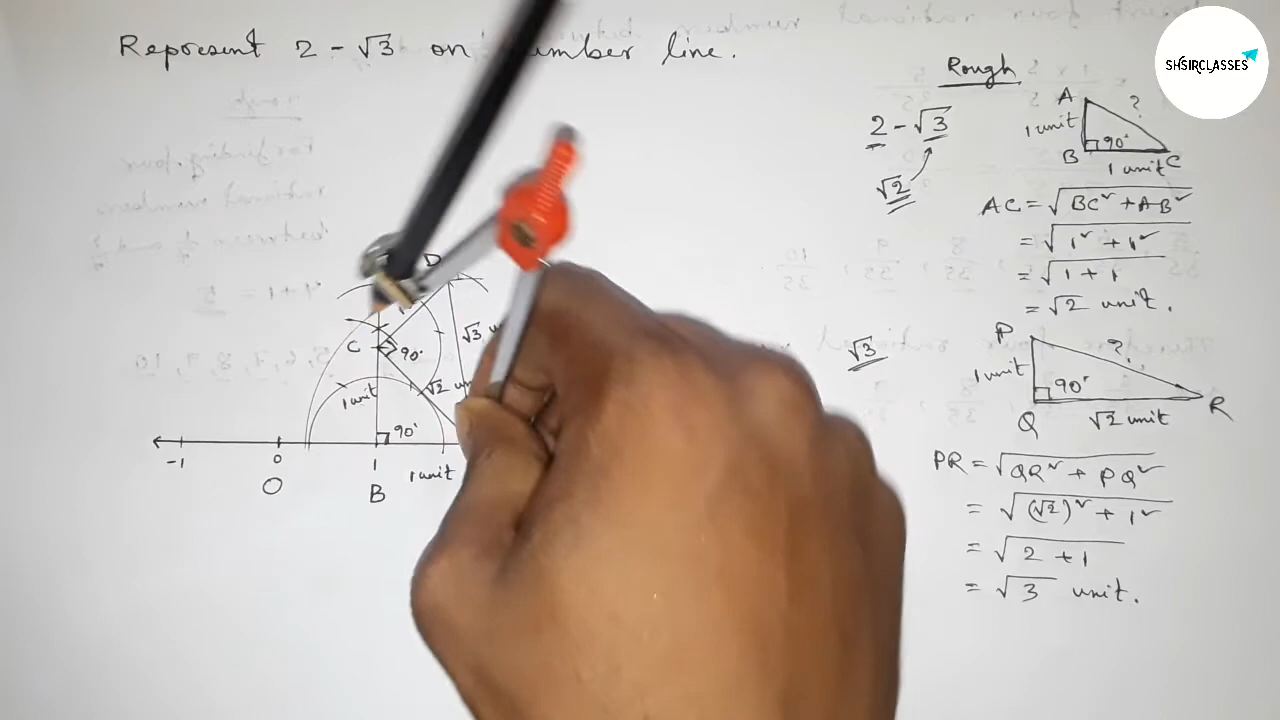 Represent 2 - √3 on number line.
SHSIRCLASSES
Rough
2 - √3
√2
A
?
1 unit
90°
B
1 unit
C
AC = √BC² + AB²
= √1² + 1²
= √1 + 1
= √2 unit.
√3
P
?
1 unit
90°
Q
√2 unit
R
PR = √QR² + PQ²
= √(√2)² + 1²
= √2 + 1
= √3 unit.
D
√3
C
90°
√2
1 unit
90°
-1
0
1
1 unit
O
B